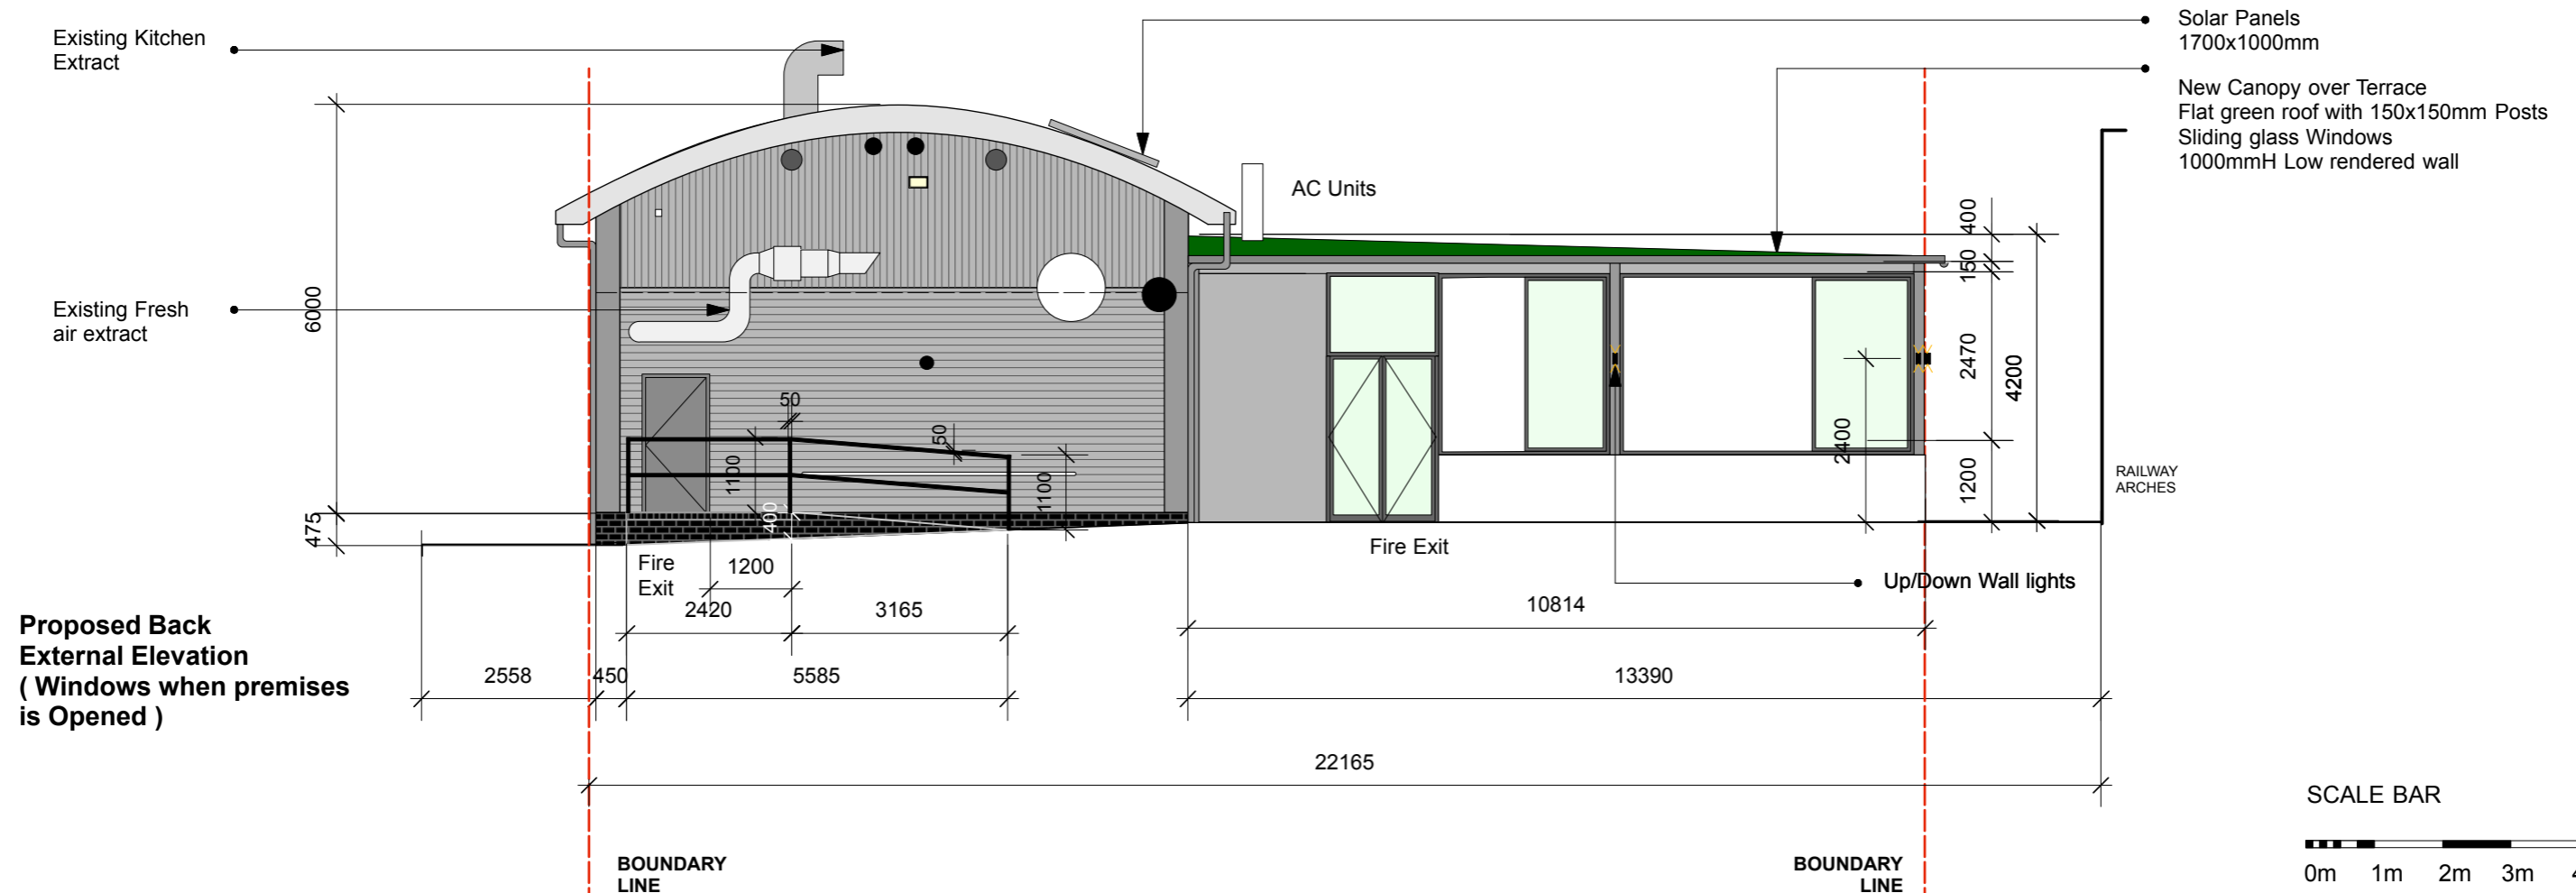 Existing Kitchen
Extract
Solar Panels
1700x1000mm
New Canopy over Terrace
Flat green roof with 150x150mm Posts
Sliding glass Windows
1000mmH Low rendered wall
AC Units
400
150
6000
Existing Fresh
air extract
2470
4200
50
50
2400
1100
1100
1200
RAILWAY
ARCHES
400
475
Fire
Exit
1200
Fire Exit
Up/Down Wall lights
2420
3165
10814
Proposed Back
External Elevation
( Windows when premises
is Opened )
2558
450
5585
13390
22165
SCALE BAR
0m
1m
2m
3m
BOUNDARY
LINE
BOUNDARY
LINE